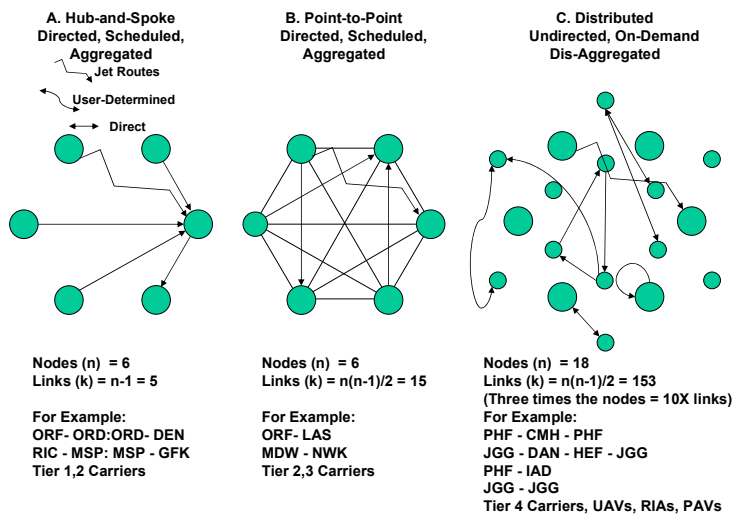 A. Hub-and-Spoke
Directed, Scheduled,
Aggregated
Jet Routes
User-Determined
Direct
Nodes (n) = 6
Links (k) = n-1 = 5
For Example:
ORF- ORD:ORD- DEN
RIC - MSP: MSP - GFK
Tier 1,2 Carriers
B. Point-to-Point
Directed, Scheduled,
Aggregated
Nodes (n) = 6
Links (k) = n(n-1)/2 = 15
For Example:
ORF- LAS
MDW - NWK
Tier 2,3 Carriers
C. Distributed
Undirected, On-Demand
Dis-Aggregated
Nodes (n) = 18
Links (k) = n(n-1)/2 = 153
(Three times the nodes = 10X links)
For Example:
PHF - CMH - PHF
JGG - DAN - HEF - JGG
PHF - IAD
JGG - JGG
Tier 4 Carriers, UAVs, RIAs, PAVs